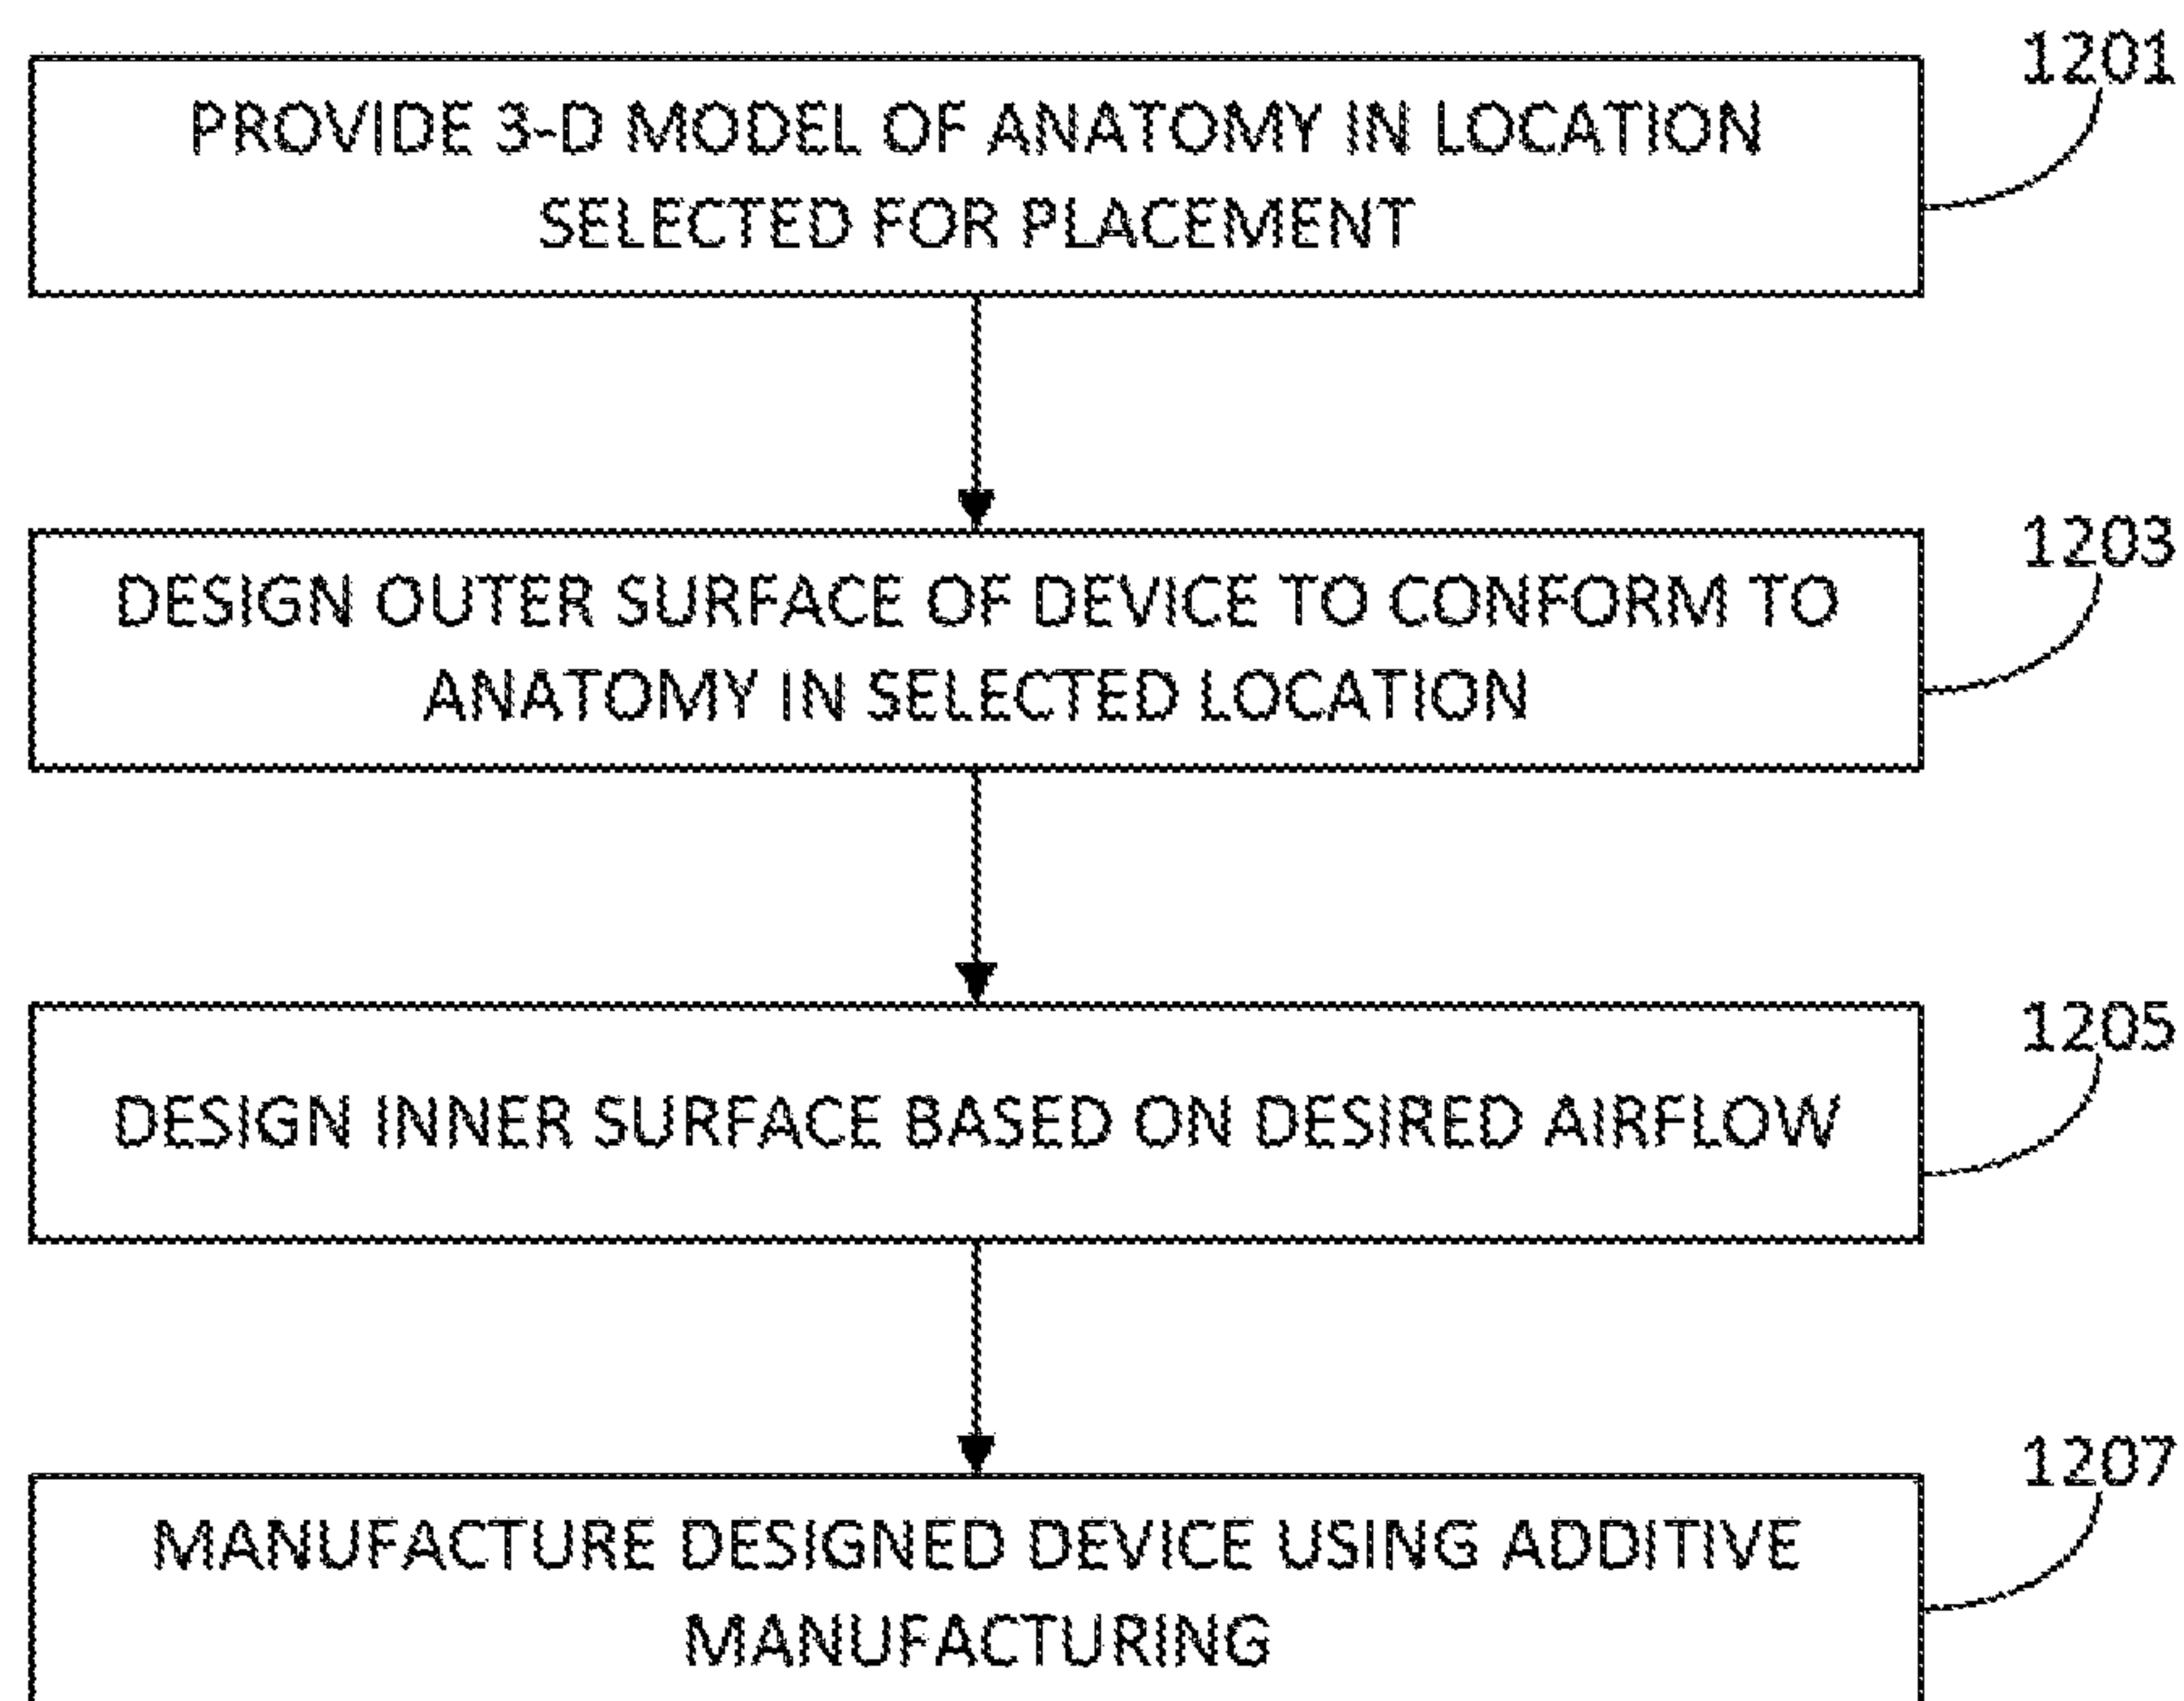 1201
PROVIDE 3-D MODEL OF ANATOMY IN LOCATION
SELECTED FOR PLACEMENT
1203
DESIGN OUTER SURFACE OF DEVICE TO CONFORM TO
ANATOMY IN SELECTED LOCATION
1205
DESIGN INNER SURFACE BASED ON DESIRED AIRFLOW
1207
MANUFACTURE DESIGNED DEVICE USING ADDITIVE
MANUFACTURING